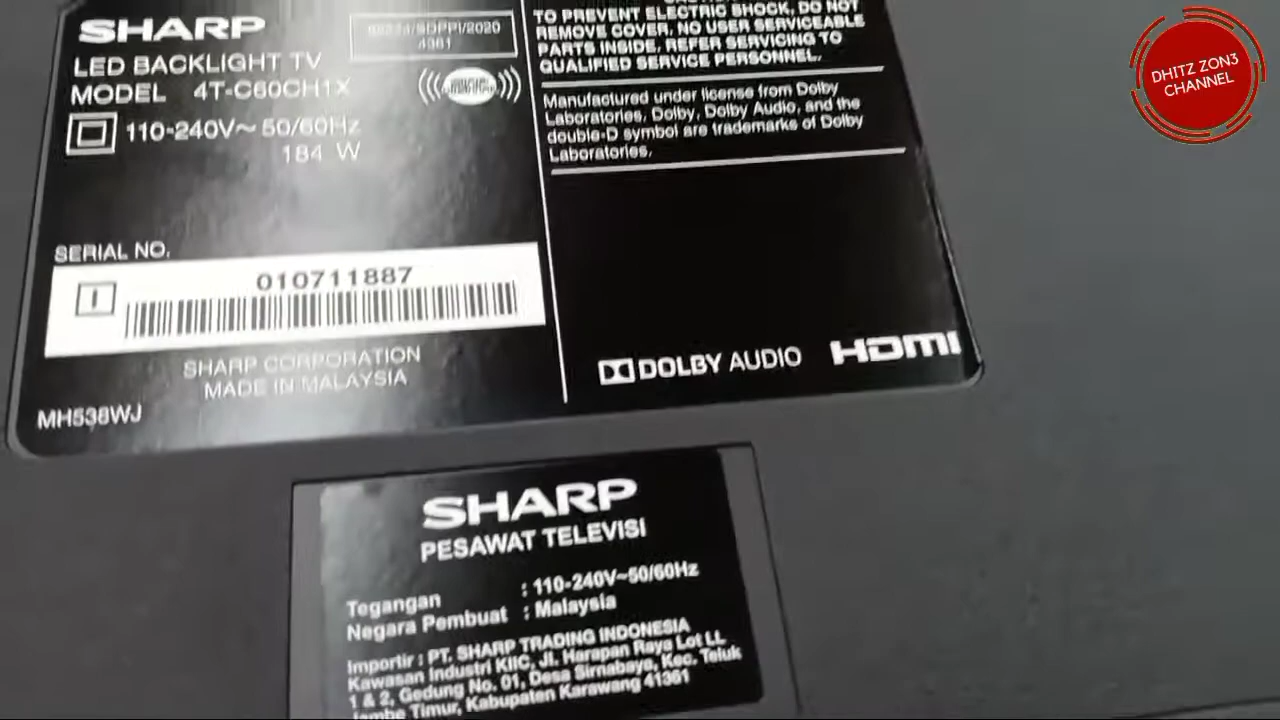 SHARP
LED BACKLIGHT TV
MODEL 4T-C60CH1X
110-240V~ 50/60Hz
184 W
/SDPPI/2020
4361
SERIAL NO.
I
010711887
SHARP CORPORATION
MADE IN MALAYSIA
MH538WJ
TO PREVENT ELECTRIC SHOCK, DO NOT
REMOVE COVER, NO USER SERVICEABLE
PARTS INSIDE, REFER SERVICING TO
QUALIFIED SERVICE PERSONNEL.
Manufactured under license from Dolby
Laboratories, Dolby, Dolby Audio, and the
double-D symbol are trademarks of Dolby
Laboratories.
DOLBY AUDIO
HDMI
SHARP
PESAWAT TELEVISI
Tegangan : 110-240V~50/60Hz
Negara Pembuat : Malaysia
Importir : PT. SHARP TRADING INDONESIA
Kawasan Industri KIIC, Jl. Harapan Raya Lot LL
1 & 2, Gedung No. 01, Desa Sirnabaya, Kec. Teluk
Jambe Timur, Kabupaten Karawang 41361
DHITZ ZON3
CHANNEL